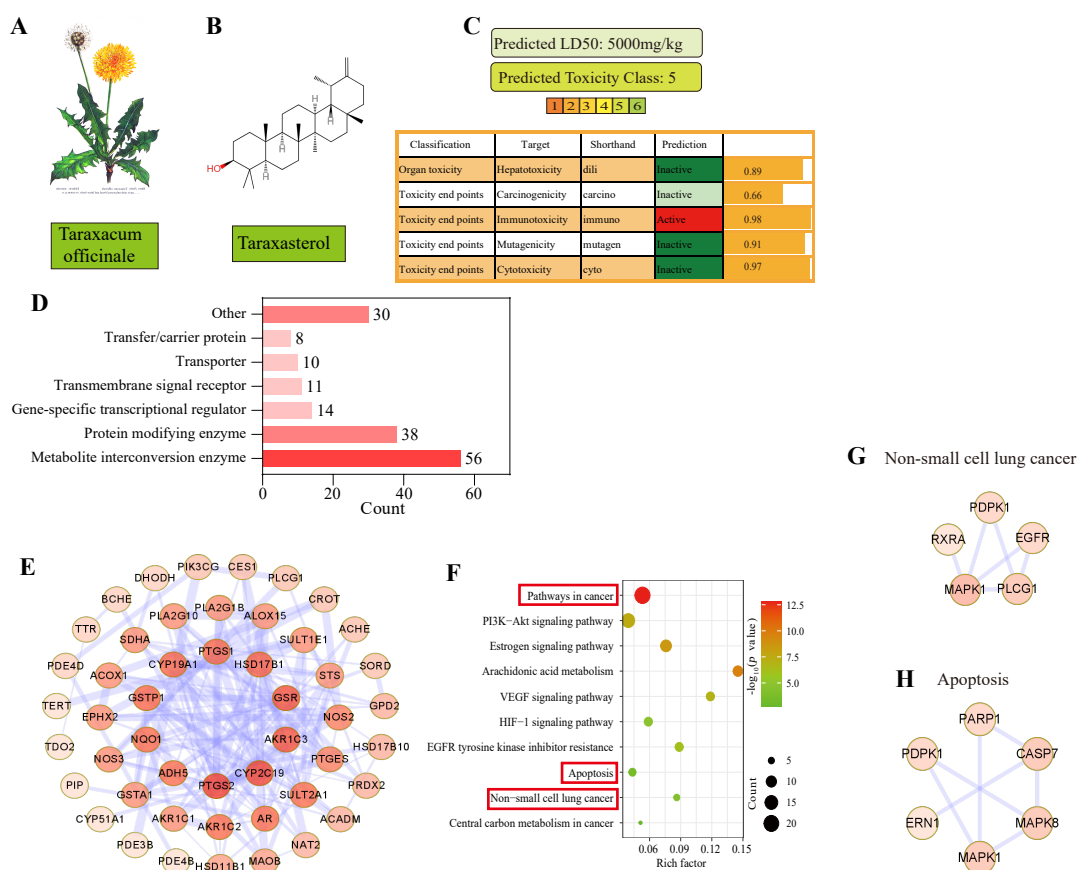 A
B
C
Predicted LD50: 5000mg/kg
Predicted Toxicity Class: 5
1 2 3 4 5 6
HO
H
H
H
H
Taraxacum
officinale
Taraxasterol
Classification Target Shorthand Prediction
Organ toxicity Hepatotoxicity dili Inactive 0.89
Toxicity end points Carcinogenicity carcino Inactive 0.66
Toxicity end points Immunotoxicity immuno Active 0.98
Toxicity end points Mutagenicity mutagen Inactive 0.91
Toxicity end points Cytotoxicity cyto Inactive 0.97
D
Other 30
Transfer/carrier protein 8
Transporter 10
Transmembrane signal receptor 11
Gene-specific transcriptional regulator 14
Protein modifying enzyme 38
Metabolite interconversion enzyme 56
0 20 40 60
Count
E
PIK3CG CES1
DHODH PLCG1
BCHE PLA2G10 PLA2G1B ALOX15 CROT
TTR SDHA PTGS1 SULT1E1 ACHE
PDE4D ACOX1 CYP19A1 HSD17B1 STS SORD
TERT EPHX2 GSTP1 GSR NOS2 GPD2
TDO2 NOS3 NQO1 AKR1C3 PTGES HSD17B10
PIP GSTA1 ADH5 PTGS2 CYP2C19 SULT2A1 PRDX2
CYP51A1 AKR1C1 AKR1C2 AR ACADM
PDE3B PDE4B HSD11B1 MAOB NAT2
F
Pathways in cancer
PI3K−Akt signaling pathway
Estrogen signaling pathway
Arachidonic acid metabolism
VEGF signaling pathway
HIF−1 signaling pathway
EGFR tyrosine kinase inhibitor resistance
Apoptosis
Non−small cell lung cancer
Central carbon metabolism in cancer
0.06 0.09 0.12 0.15
Rich factor
-log10(p value)
12.5
10.0
7.5
5.0
Count
5
10
15
20
G Non-small cell lung cancer
PDPK1
RXRA EGFR
MAPK1 PLCG1
H Apoptosis
PARP1
PDPK1 CASP7
ERN1 MAPK8
MAPK1